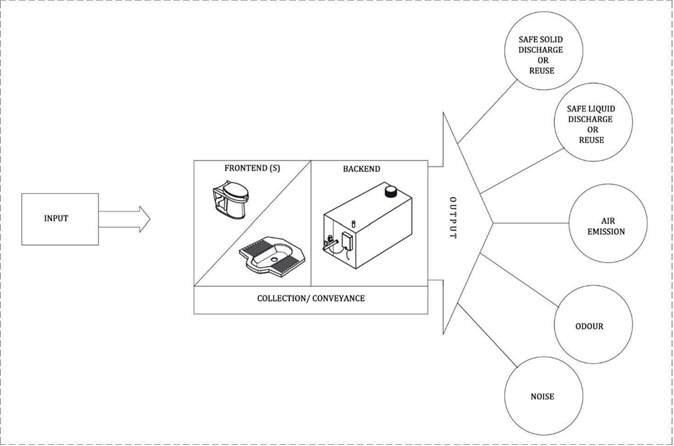 INPUT
FRONTEND (S)
BACKEND
COLLECTION/ CONVEYANCE
OUTPUT
SAFE SOLID
DISCHARGE
OR
REUSE
SAFE LIQUID
DISCHARGE
OR
REUSE
AIR
EMISSION
ODOUR
NOISE